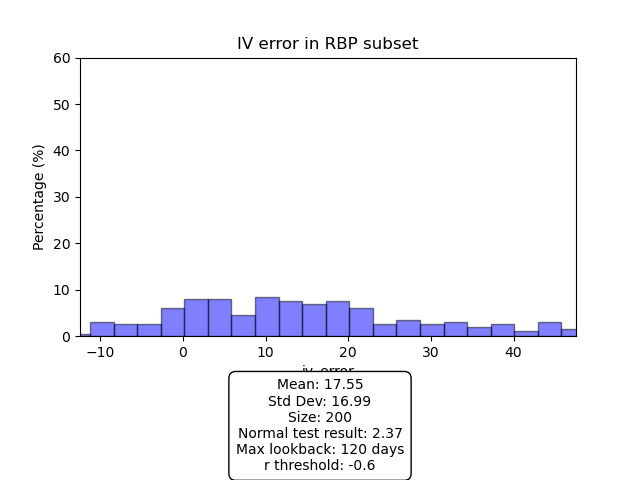 IV error in RBP subset
60
50
40
30
20
10
0
Percentage (%)
−10
0
10
20
30
40
iv_error
Mean: 17.55
Std Dev: 16.99
Size: 200
Normal test result: 2.37
Max lookback: 120 days
r threshold: -0.6